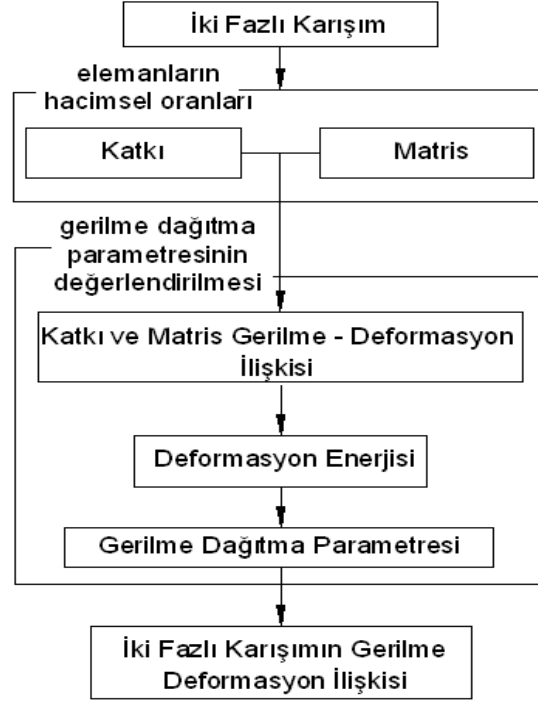 İki Fazlı Karışım
elemanların
hacimsel oranları
Katkı
Matris
gerilme dağıtma
parametresinin
değerlendirilmesi
Katkı ve Matris Gerilme - Deformasyon
İlişkisi
Deformasyon Enerjisi
Gerilme Dağıtma Parametresi
İki Fazlı Karışımın Gerilme
Deformasyon İlişkisi